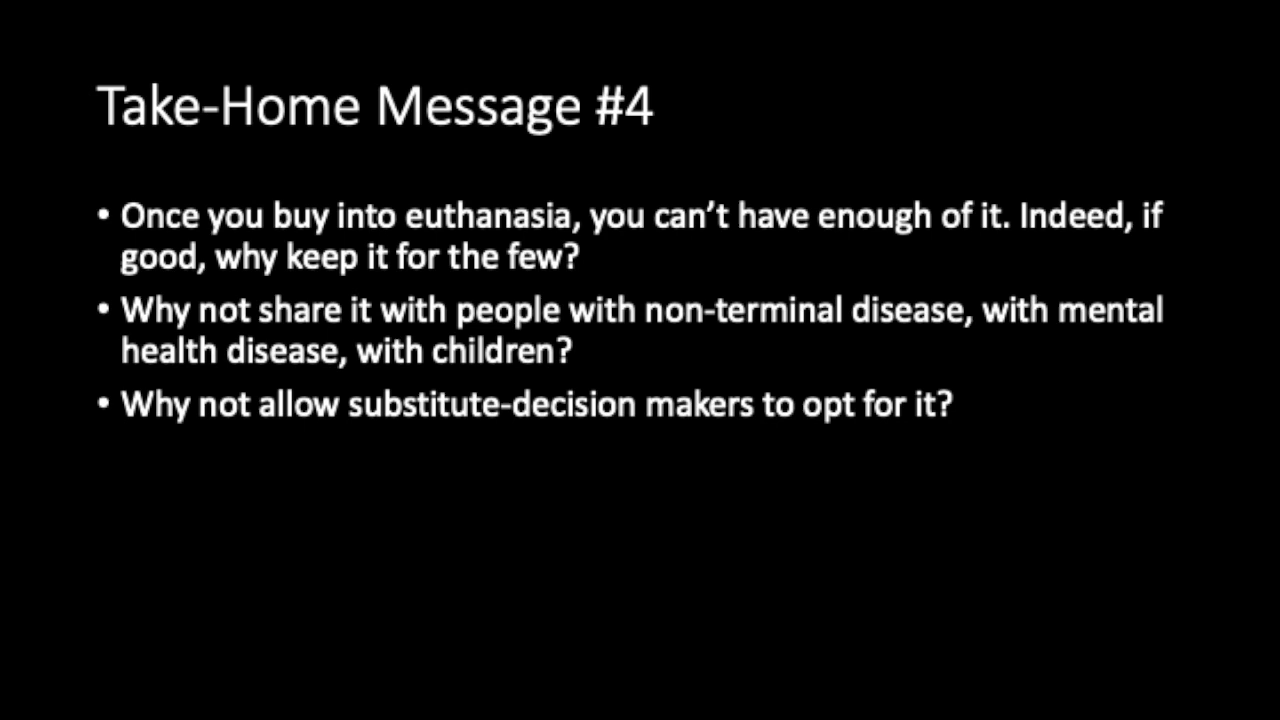 Take-Home Message #4
• Once you buy into euthanasia, you can’t have enough of it. Indeed, if
good, why keep it for the few?
• Why not share it with people with non-terminal disease, with mental
health disease, with children?
• Why not allow substitute-decision makers to opt for it?